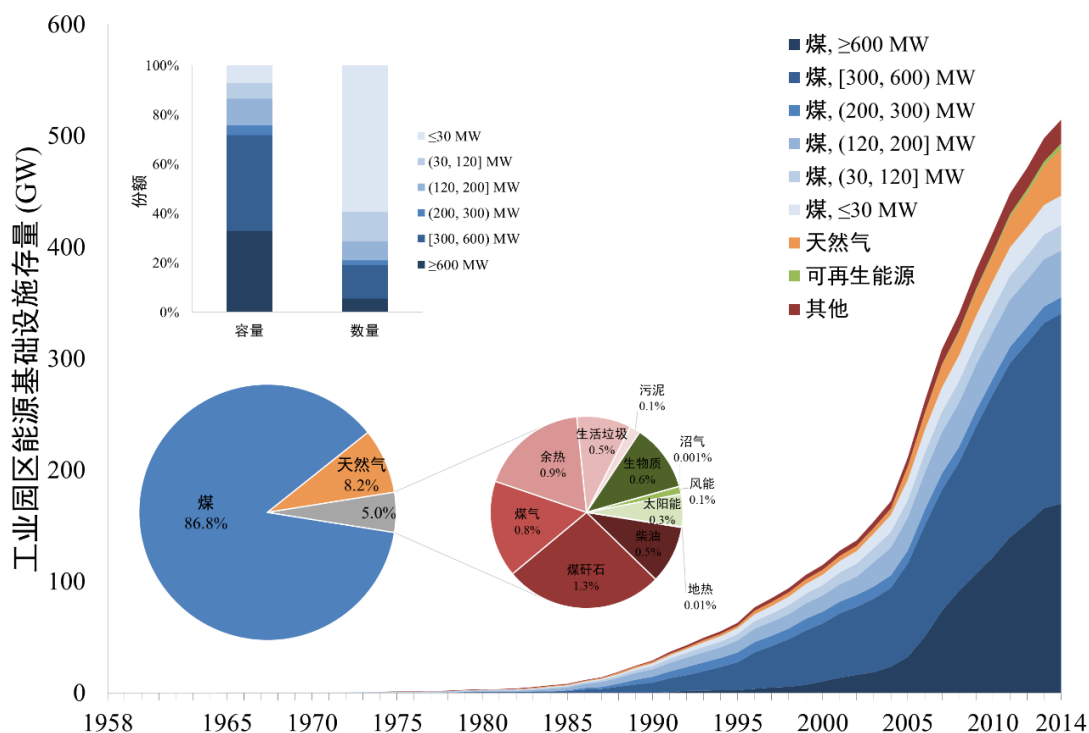 工业园区能源基础设施存量 (GW)
600
500
400
300
200
100
0
1958
1965
1970
1975
1980
1985
1990
1995
2000
2005
2010
2014
煤, ≥600 MW
煤, [300, 600) MW
煤, (200, 300) MW
煤, (120, 200] MW
煤, (30, 120] MW
煤, ≤30 MW
天然气
可再生能源
其他
份额
100%
80%
60%
40%
20%
0%
容量
数量
≤30 MW
(30, 120] MW
(120, 200] MW
(200, 300) MW
[300, 600) MW
≥600 MW
煤
86.8%
天然气
8.2%
5.0%
污泥
0.1%
生活垃圾
0.5%
余热
0.9%
煤气
0.8%
煤矸石
1.3%
柴油
0.5%
地热
0.01%
太阳能
0.3%
风能
0.1%
沼气
0.001%
生物质
0.6%